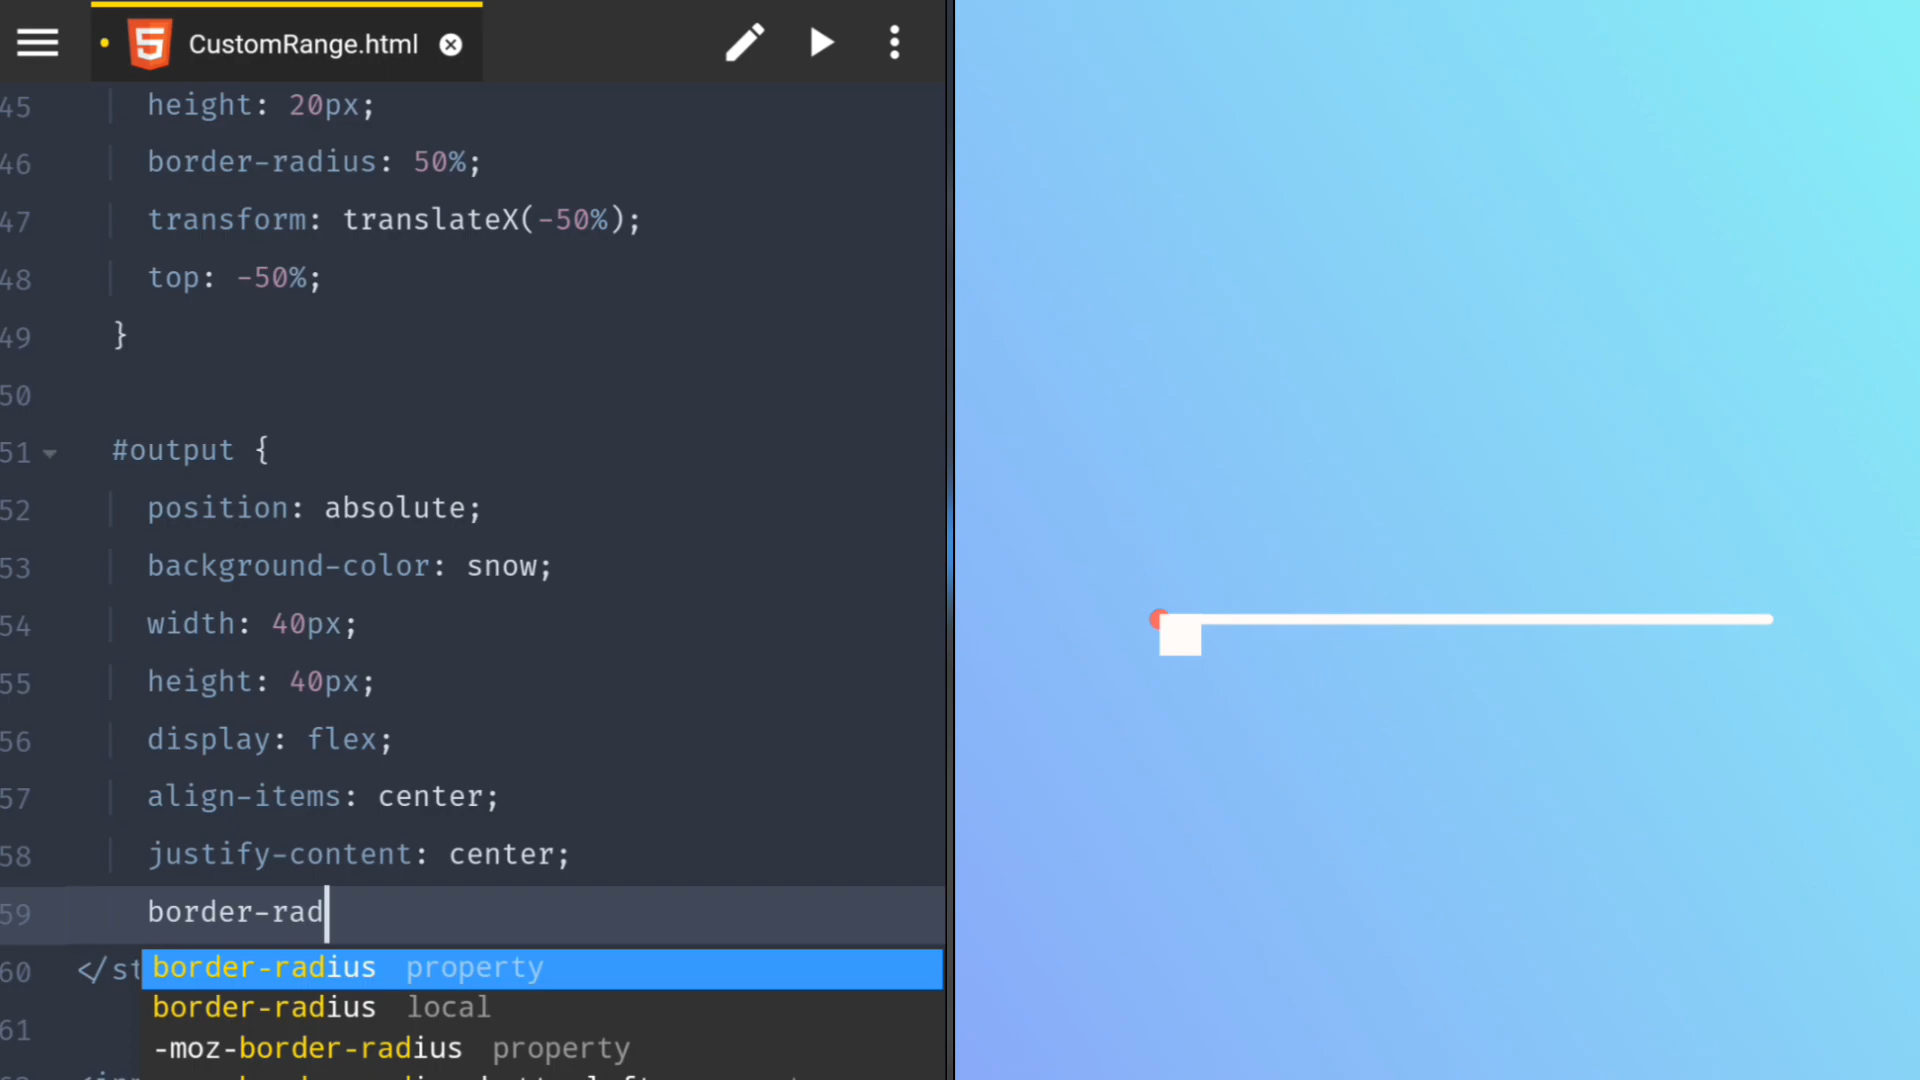 CustomRange.html
45 height: 20px;
46 border-radius: 50%;
47 transform: translateX(-50%);
48 top: -50%;
49 }
50
51 #output {
52 position: absolute;
53 background-color: snow;
54 width: 40px;
55 height: 40px;
56 display: flex;
57 align-items: center;
58 justify-content: center;
59 border-rad
60 </st
border-radius property
border-radius local
61
-moz-border-radius property